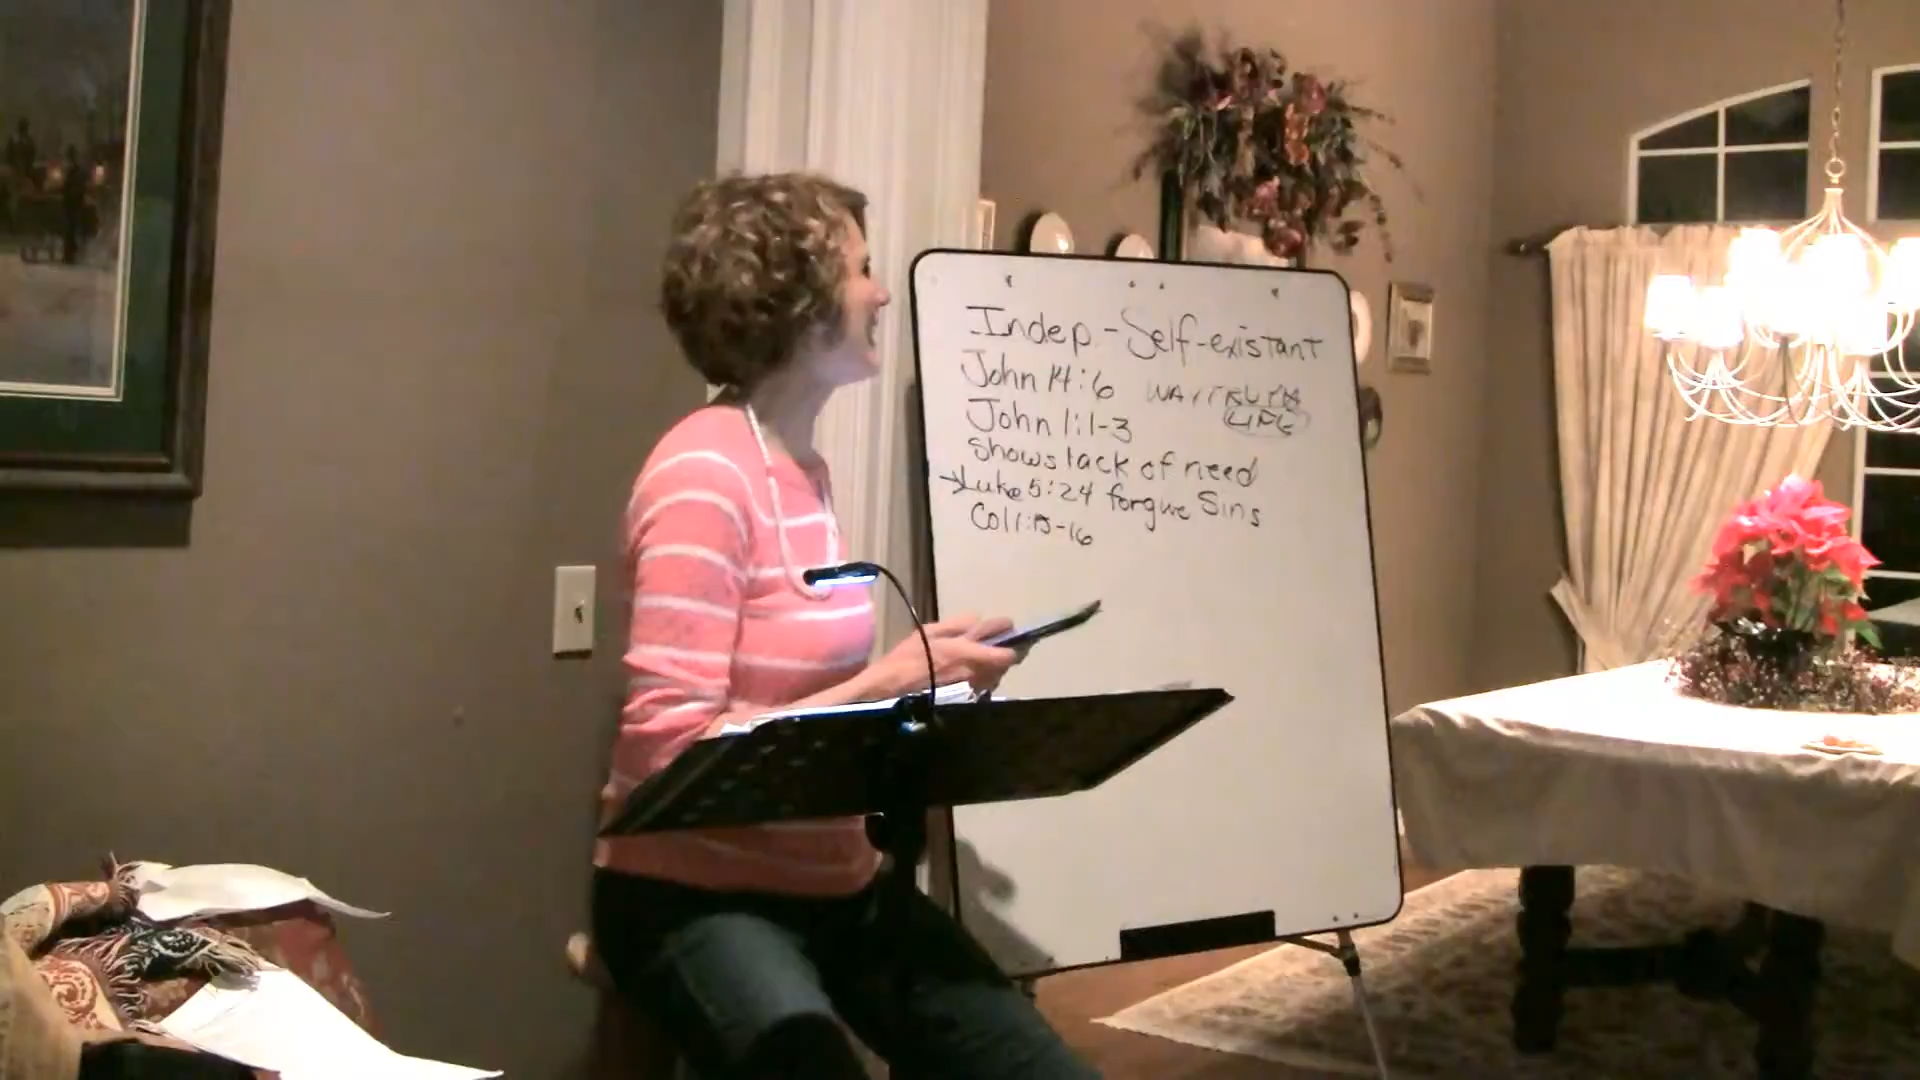 Indep.-Self-existant
John 14:6 WAY TRUTH
LIFE
John 1:1-3
Shows lack of need
→Luke 5:24 forgive Sins
Col 1:15-16